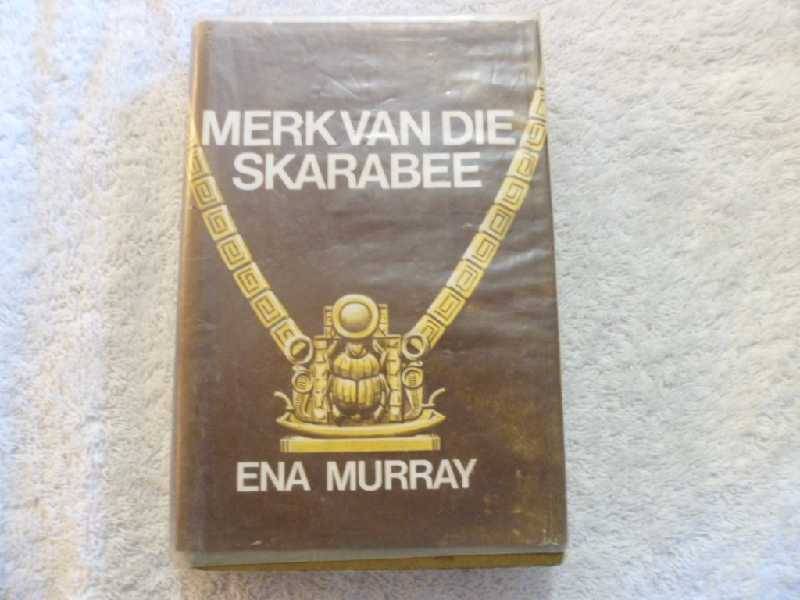 MERK VAN DIE
SKARABEE
ENA MURRAY